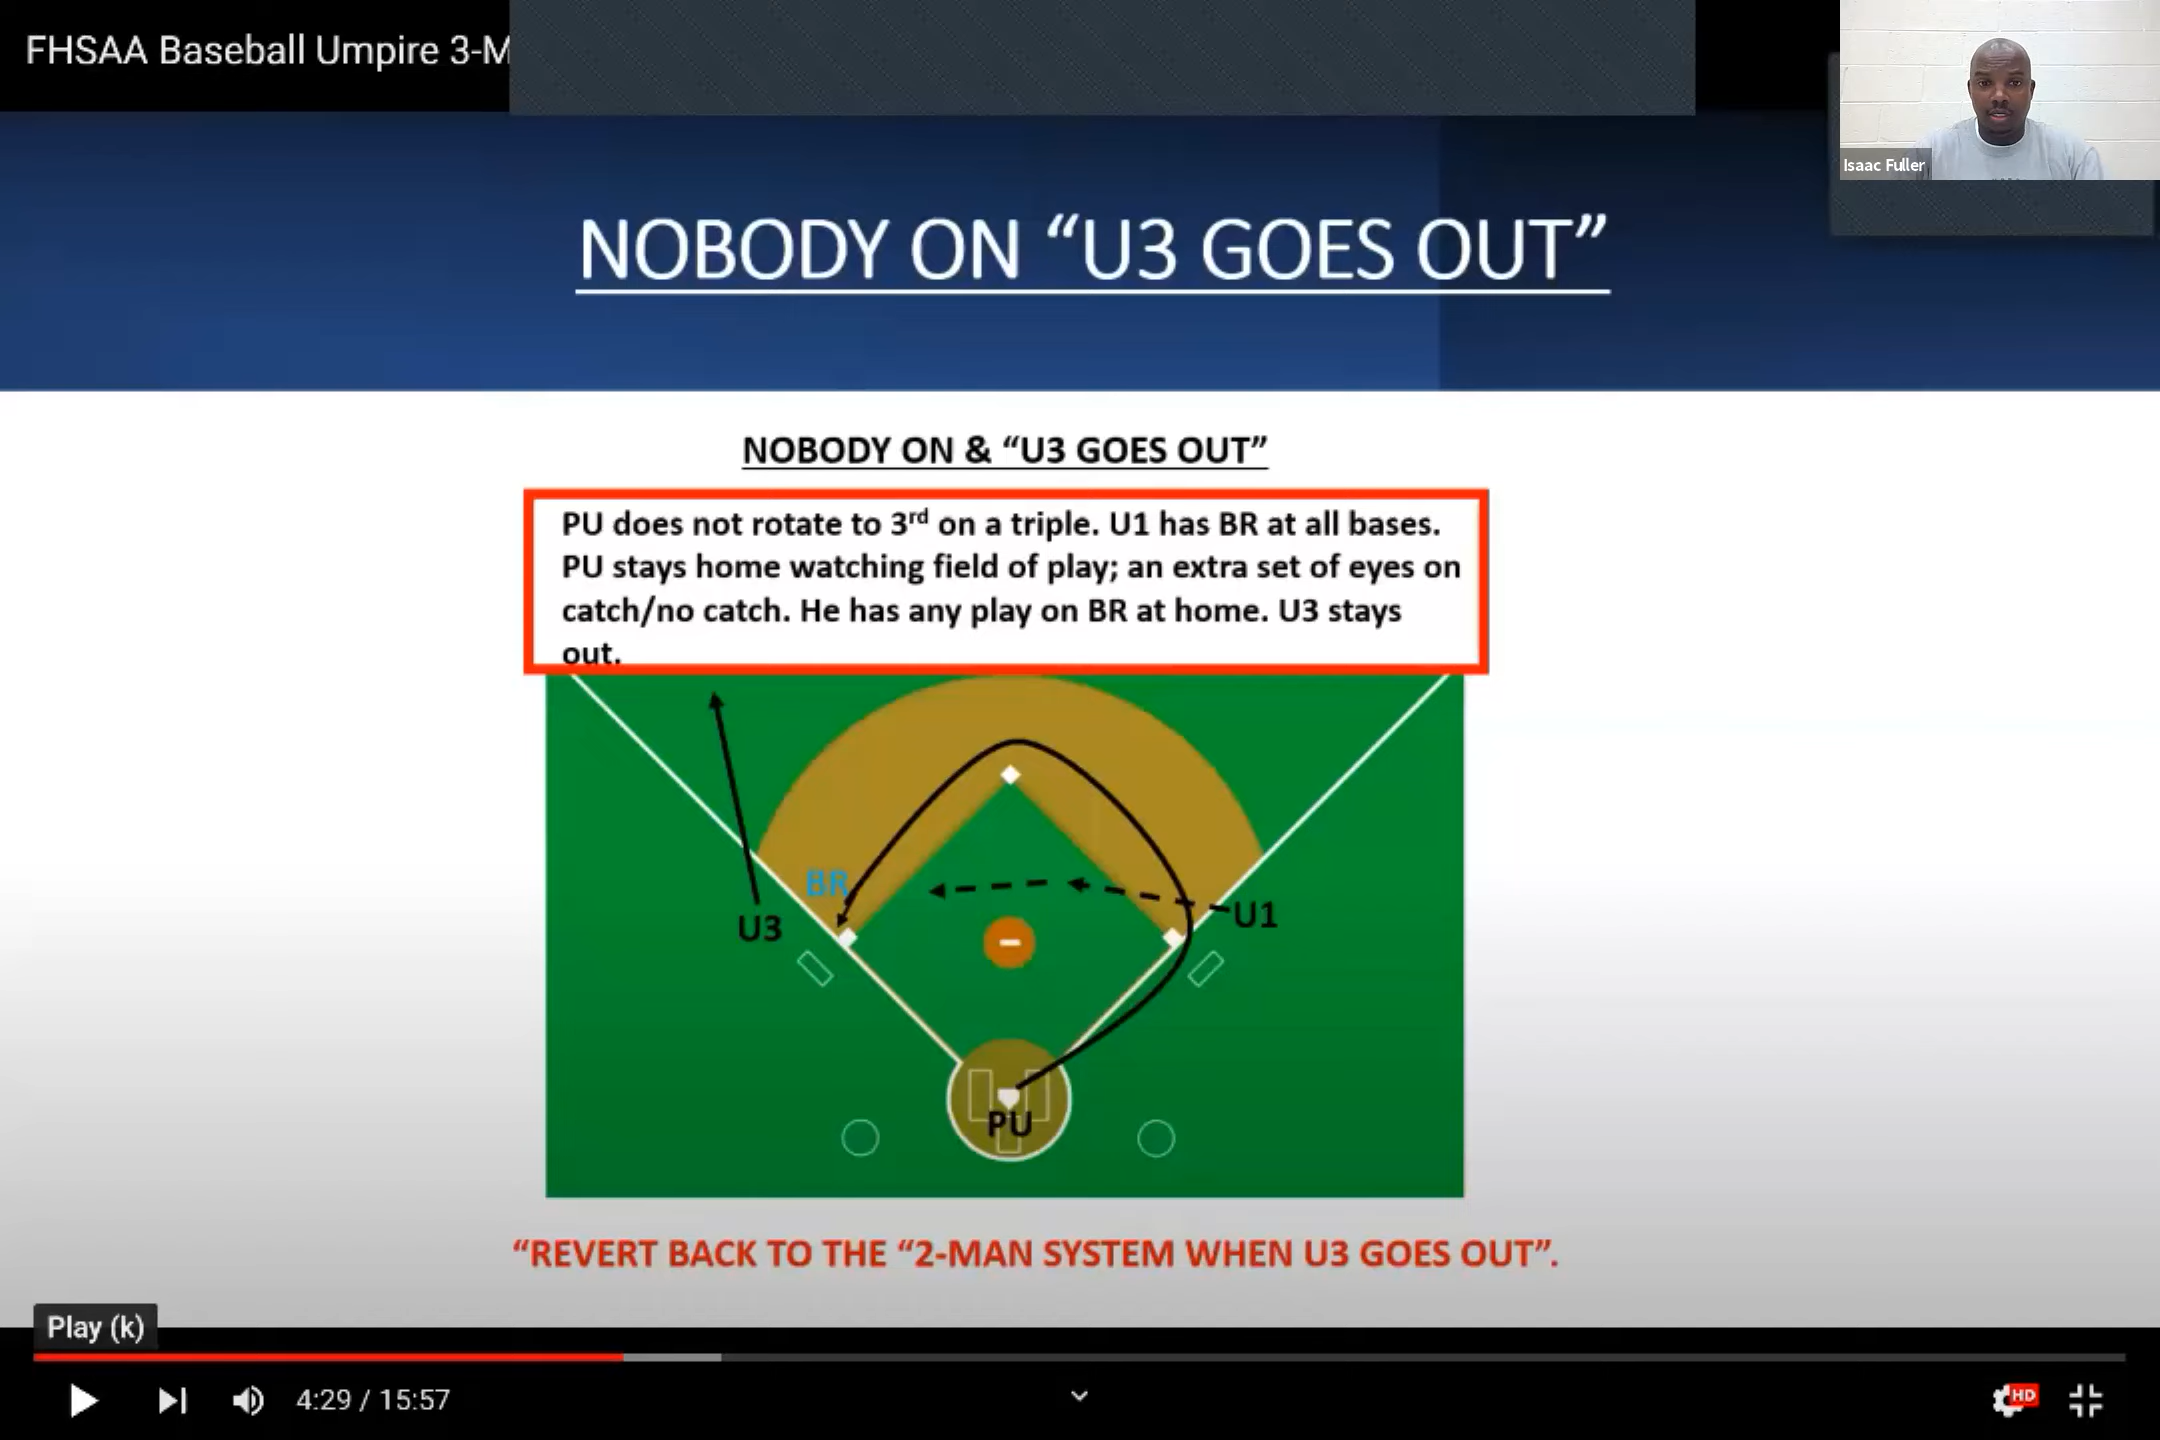 FHSAA Baseball Umpire 3-M
Isaac Fuller
NOBODY ON “U3 GOES OUT”
NOBODY ON & “U3 GOES OUT”
PU does not rotate to 3rd on a triple. U1 has BR at all bases.
PU stays home watching field of play; an extra set of eyes on
catch/no catch. He has any play on BR at home. U3 stays
out.
BR
U3
U1
PU
“REVERT BACK TO THE “2-MAN SYSTEM WHEN U3 GOES OUT”.
Play (k)
4:29 / 15:57
HD